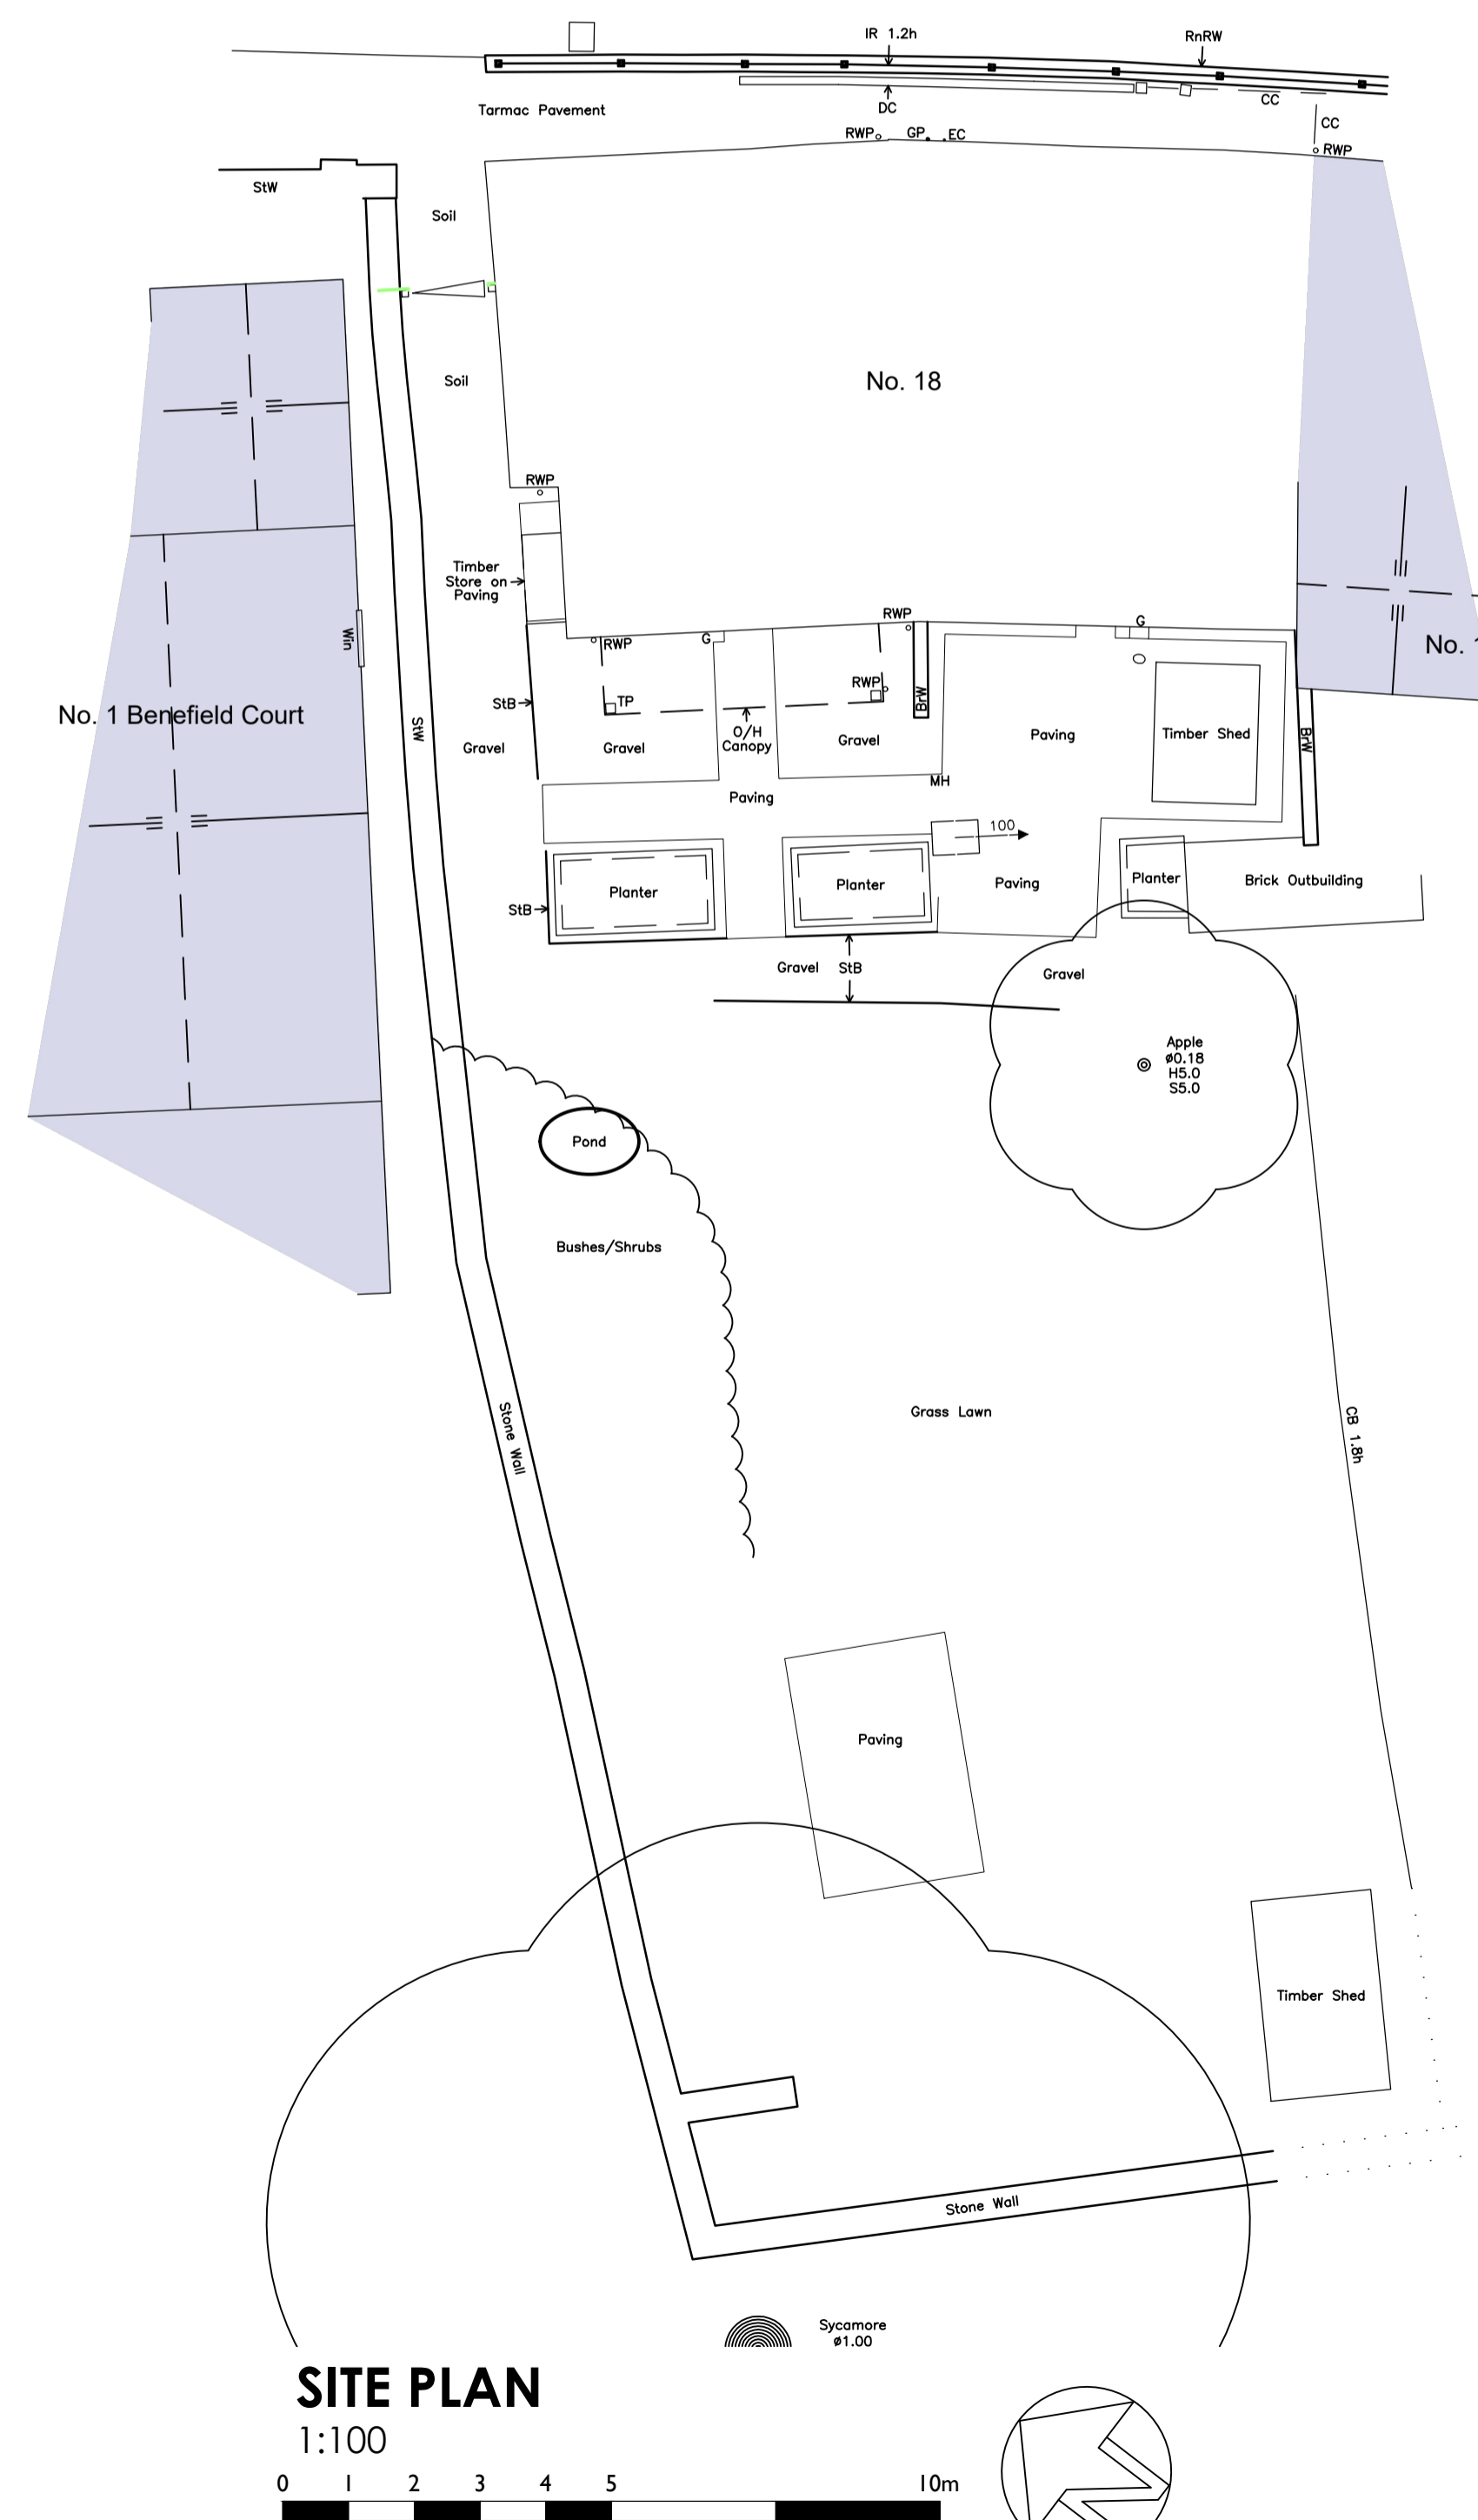 IR 1.2h
RnRW
Tarmac Pavement
DC
CC
CC
RWP
GP
EC
RWP
StW
Soil
No. 18
Soil
RWP
Timber
Store on
Paving
Win
RWP
G
RWP
G
No. 1
RWP
TP
BrW
No. 1 Benefield Court
StB
StW
Gravel
Gravel
O/H
Canopy
Gravel
Paving
Timber Shed
BrW
MH
Paving
100
Planter
Planter
Paving
Planter
Brick Outbuilding
StB
Gravel
StB
Gravel
Apple
ø0.18
H5.0
S5.0
Pond
Bushes/Shrubs
Stone Wall
Grass Lawn
CB 1.8h
Paving
Timber Shed
Stone Wall
Sycamore
ø1.00
SITE PLAN
1:100
0 1 2 3 4 5 10m